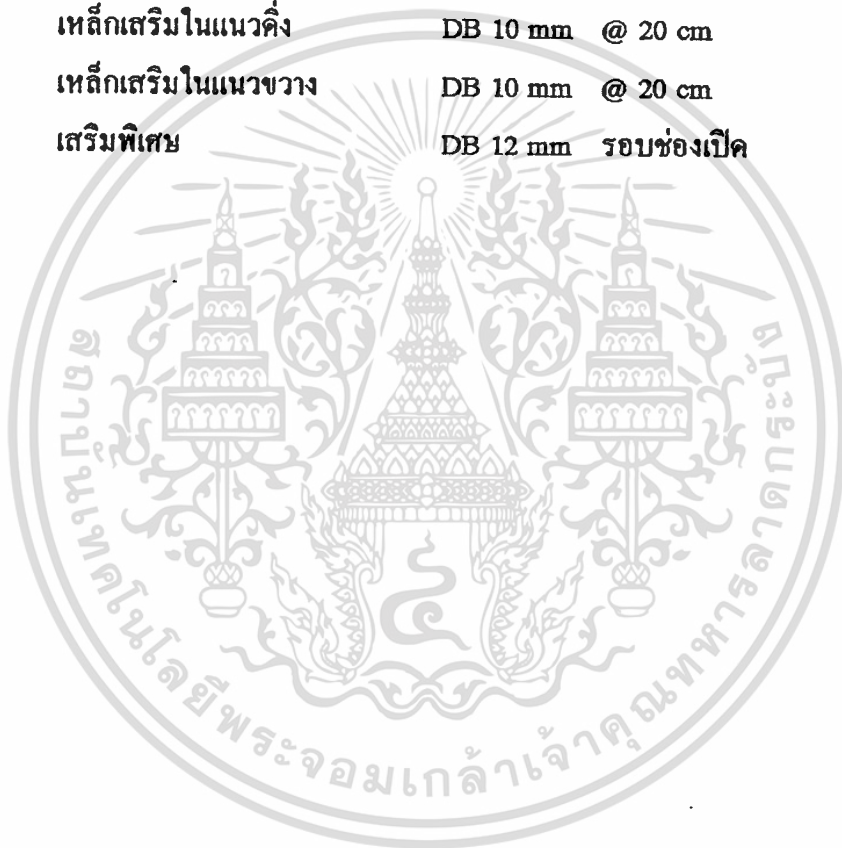 เหล็กเสริมในแนวดิ่ง DB 10 mm @ 20 cm
เหล็กเสริมในแนวขวาง DB 10 mm @ 20 cm
เสริมพิเศษ DB 12 mm รอบช่องเปิด
สถาบันเทคโนโลยีพระจอมเกล้าเจ้าคุณทหารลาดกระบัง